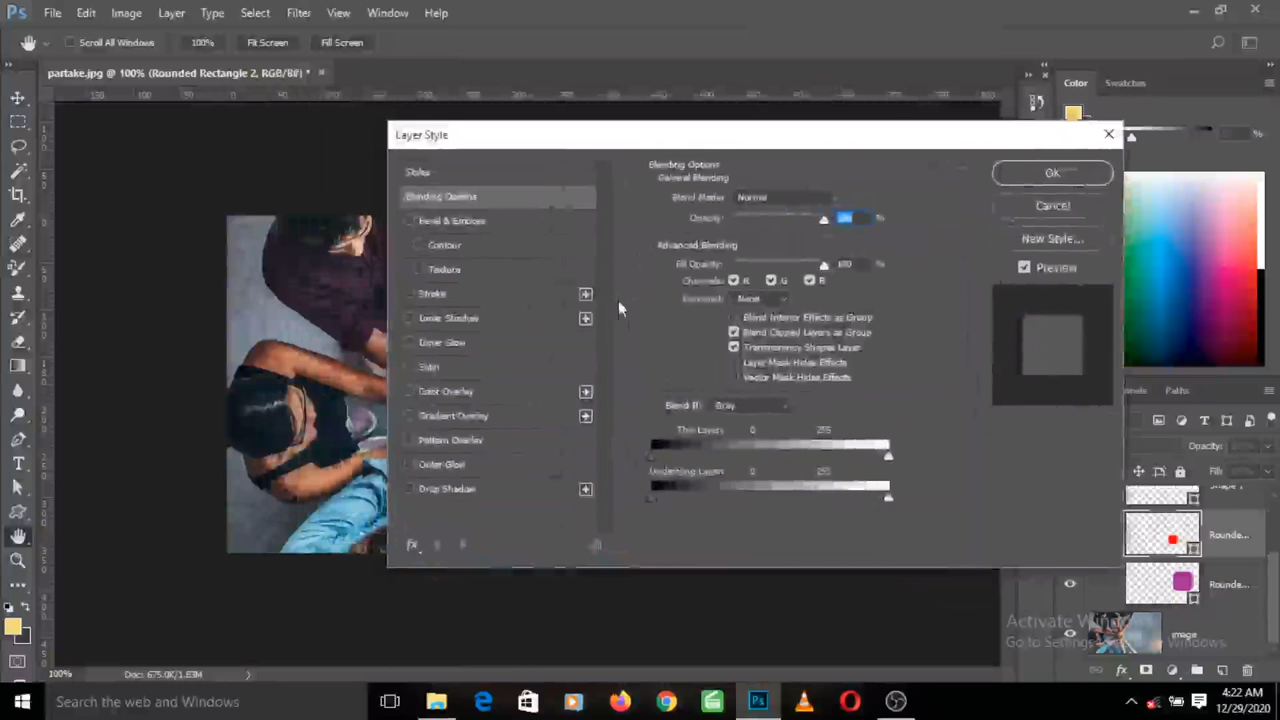 Ps File Edit Image Layer Type Select Filter View Window Help
Scroll All Windows 100% Fit Screen Fill Screen
partake.jpg @ 100% (Rounded Rectangle 2, RGB/8#) *
Color Swatches
%
Layer Style
Styles
Blending Options
Bevel & Emboss
Contour
Texture
Stroke
Inner Shadow
Inner Glow
Satin
Color Overlay
Gradient Overlay
Pattern Overlay
Outer Glow
Drop Shadow
fx
Blending Options
General Blending
Blend Mode: Normal
Opacity: %
Advanced Blending
Fill Opacity: 100 %
Channels: R G B
Knockout: None
Blend Interior Effects as Group
Blend Clipped Layers as Group
Transparency Shapes Layer
Layer Mask Hides Effects
Vector Mask Hides Effects
Blend If: Gray
This Layer: 0 255
Underlying Layer: 0 255
OK
Cancel
New Style...
Preview
Paths
Opacity:
Fill:
Shape 1
Rounde...
Rounde...
image
Activate Windows
Go to Settings Windows.
100% Doc: 675.0K/1.83M
Search the web and Windows
4:22 AM
12/29/2020